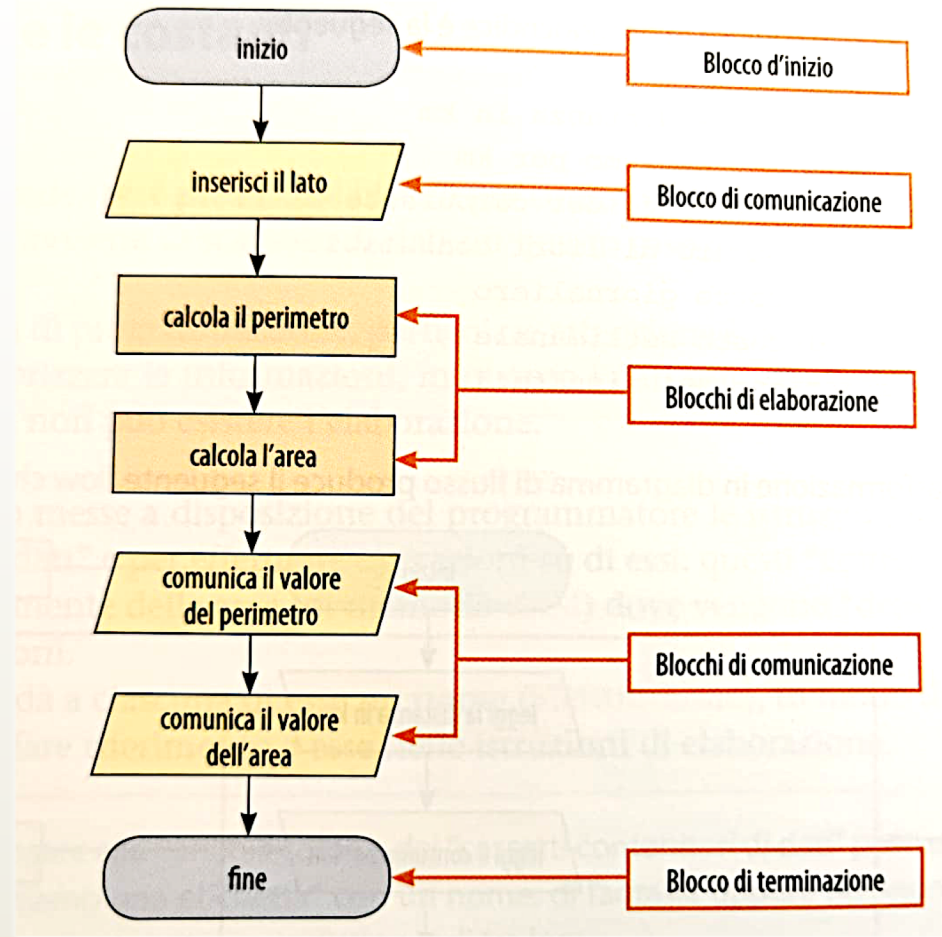 inizio
Blocco d'inizio
inserisci il lato
Blocco di comunicazione
calcola il perimetro
Blocchi di elaborazione
calcola l'area
comunica il valore
del perimetro
Blocchi di comunicazione
comunica il valore
dell'area
fine
Blocco di terminazione